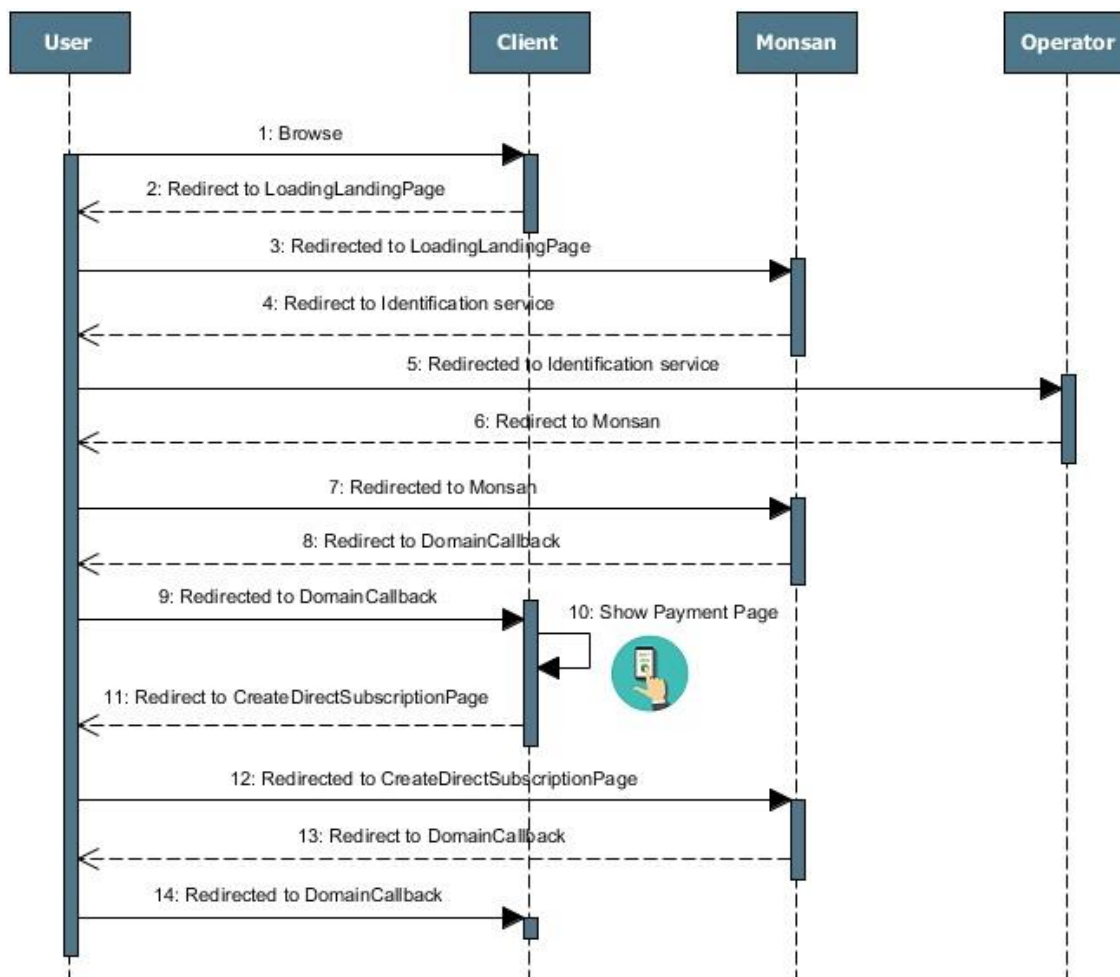 User
Client
Monsan
Operator
1: Browse
2: Redirect to LoadingLandingPage
3: Redirected to LoadingLandingPage
4: Redirect to Identification service
5: Redirected to Identification service
6: Redirect to Monsan
7: Redirected to Monsan
8: Redirect to DomainCallback
9: Redirected to DomainCallback
10: Show Payment Page
11: Redirect to CreateDirectSubscriptionPage
12: Redirected to CreateDirectSubscriptionPage
13: Redirect to DomainCallback
14: Redirected to DomainCallback